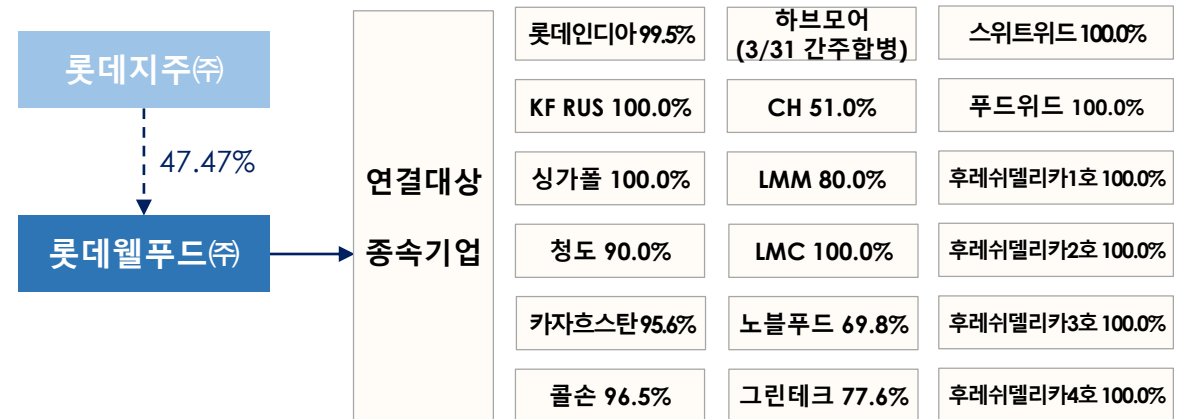 롯데지주㈜
47.47%
롯데웰푸드㈜
연결대상
종속기업
롯데인디아 99.5%
하브모어
(3/31 간주합병)
스위트위드 100.0%
KF RUS 100.0%
CH 51.0%
푸드위드 100.0%
싱가폴 100.0%
LMM 80.0%
후레쉬델리카1호 100.0%
청도 90.0%
LMC 100.0%
후레쉬델리카2호 100.0%
카자흐스탄 95.6%
노블푸드 69.8%
후레쉬델리카3호 100.0%
콜손 96.5%
그린테크 77.6%
후레쉬델리카4호 100.0%